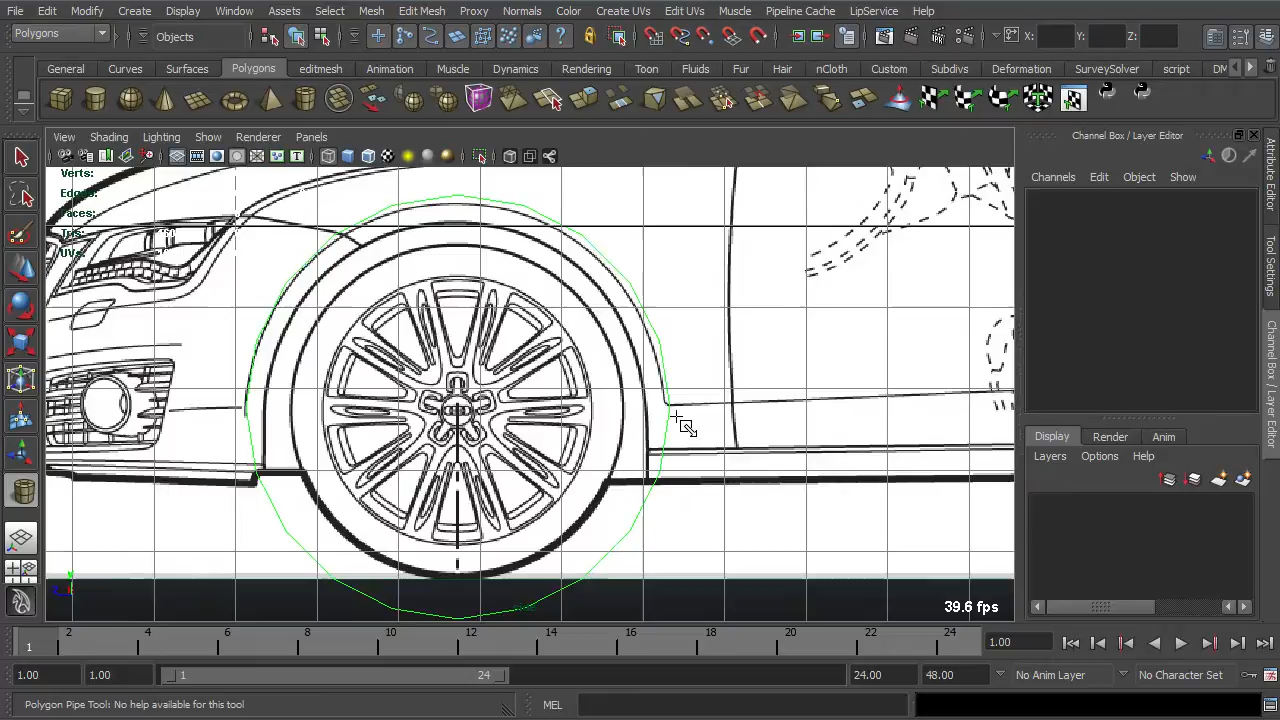 File Edit Modify Create Display Window Assets Select Mesh Edit Mesh Proxy Normals Color Create UVs Edit UVs Muscle Pipeline Cache LipService Help
Polygons Objects X: Y: Z:
General Curves Surfaces Polygons editmesh Animation Muscle Dynamics Rendering Toon Fluids Fur Hair nCloth Custom Subdivs Deformation SurveySolver script DM
View Shading Lighting Show Renderer Panels
Channel Box / Layer Editor
Channels Edit Object Show
Verts:
Edges:
Faces:
Tris:
UVs:
Attribute Editor
Tool Settings
Channel Box / Layer Editor
Display Render Anim
Layers Options Help
39.6 fps
2 4 6 8 10 12 14 16 18 20 22 24
1 1.00
1.00 1.00 1 24 24.00 48.00 No Anim Layer No Character Set
Polygon Pipe Tool: No help available for this tool MEL